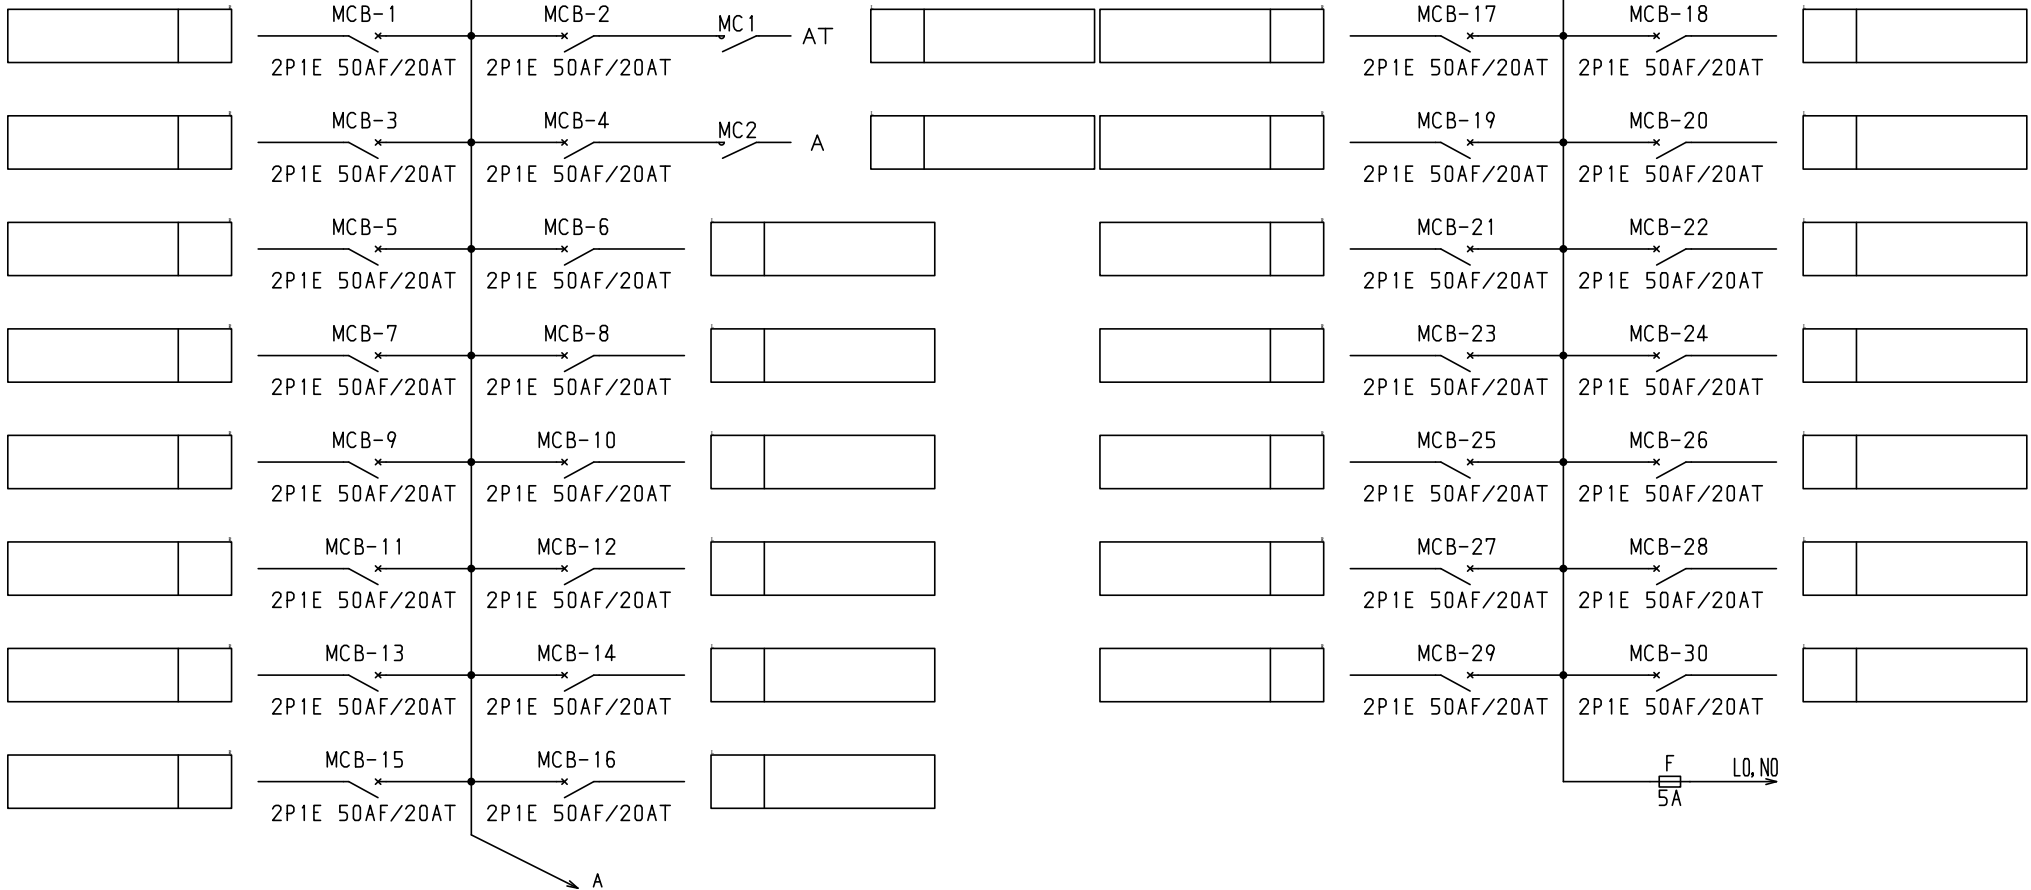 MCB-1 MCB-2 MC1 AT MCB-17 MCB-18
2P1E 50AF/20AT 2P1E 50AF/20AT 2P1E 50AF/20AT 2P1E 50AF/20AT
MCB-3 MCB-4 MC2 A MCB-19 MCB-20
2P1E 50AF/20AT 2P1E 50AF/20AT 2P1E 50AF/20AT 2P1E 50AF/20AT
MCB-5 MCB-6 MCB-21 MCB-22
2P1E 50AF/20AT 2P1E 50AF/20AT 2P1E 50AF/20AT 2P1E 50AF/20AT
MCB-7 MCB-8 MCB-23 MCB-24
2P1E 50AF/20AT 2P1E 50AF/20AT 2P1E 50AF/20AT 2P1E 50AF/20AT
MCB-9 MCB-10 MCB-25 MCB-26
2P1E 50AF/20AT 2P1E 50AF/20AT 2P1E 50AF/20AT 2P1E 50AF/20AT
MCB-11 MCB-12 MCB-27 MCB-28
2P1E 50AF/20AT 2P1E 50AF/20AT 2P1E 50AF/20AT 2P1E 50AF/20AT
MCB-13 MCB-14 MCB-29 MCB-30
2P1E 50AF/20AT 2P1E 50AF/20AT 2P1E 50AF/20AT 2P1E 50AF/20AT
MCB-15 MCB-16 F L0,N0
2P1E 50AF/20AT 2P1E 50AF/20AT 5A
A